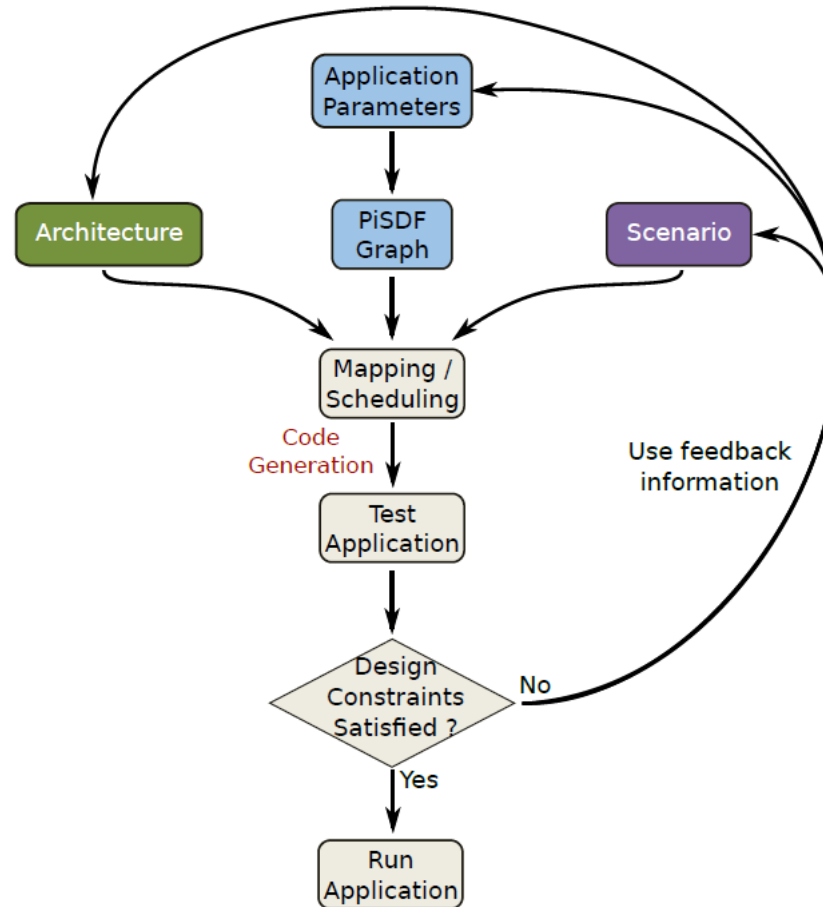 Application
Parameters
Architecture
PiSDF
Graph
Scenario
Mapping /
Scheduling
Code
Generation
Use feedback
information
Test
Application
Design
Constraints
Satisfied ?
No
Yes
Run
Application